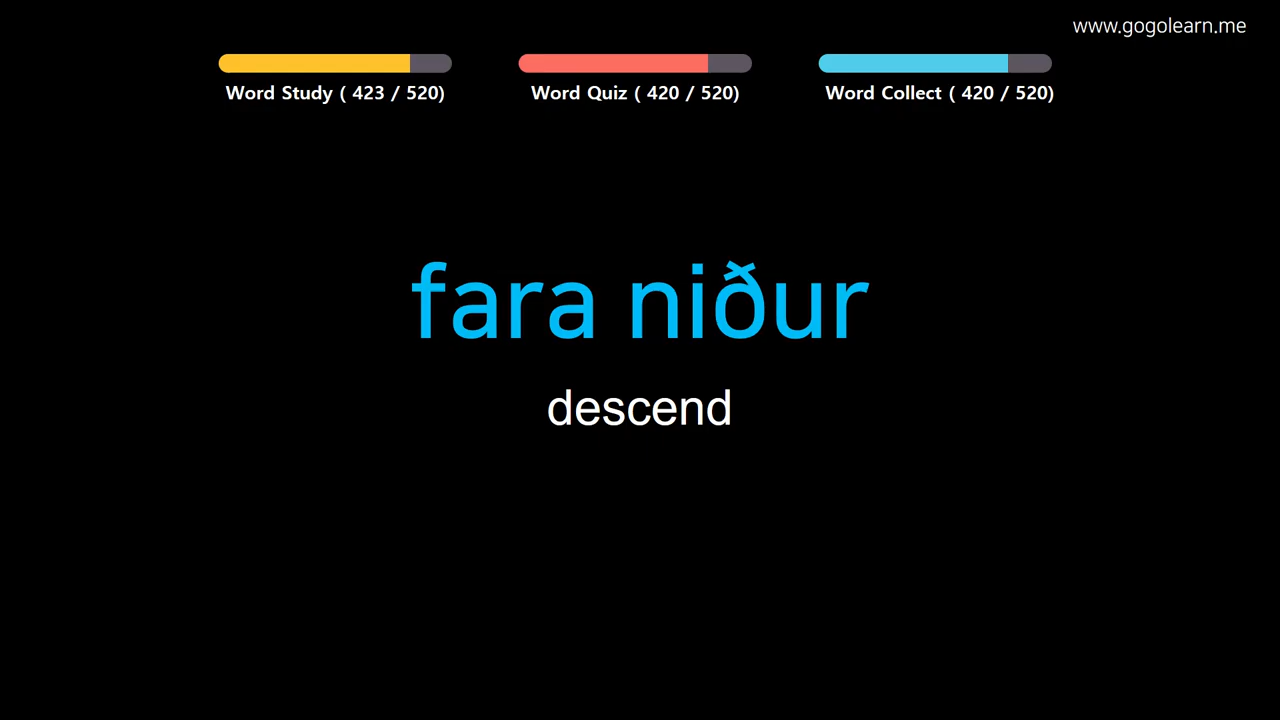 www.gogolearn.me
Word Study ( 423 / 520)
Word Quiz ( 420 / 520)
Word Collect ( 420 / 520)
fara niður
descend